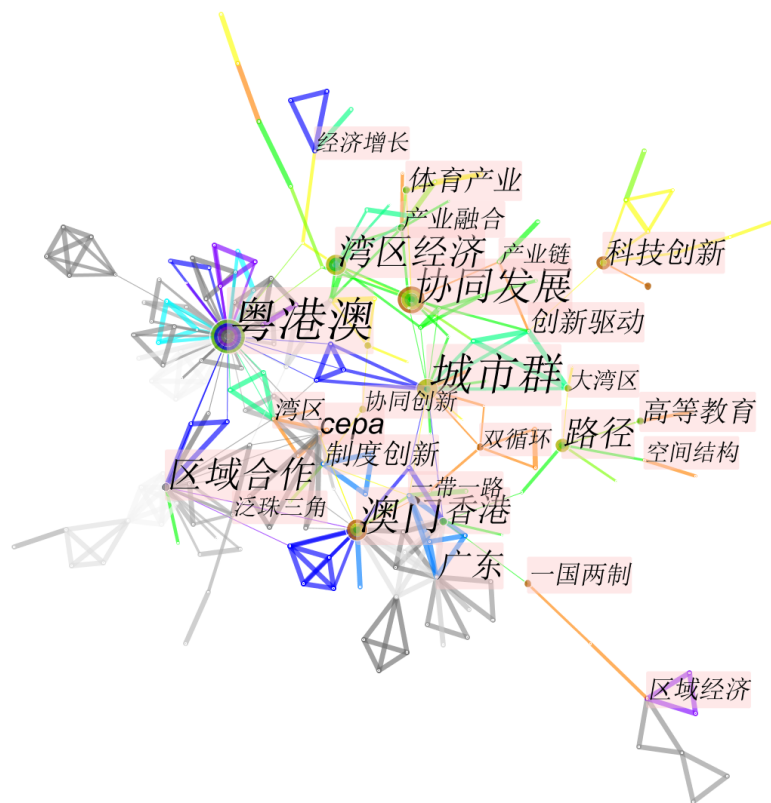 经济增长
体育产业
产业融合
湾区经济
产业链
科技创新
协同发展
粤港澳
创新驱动
城市群
大湾区
湾区
协同创新
cepa
高等教育
路径
双循环
制度创新
空间结构
区域合作
一带一路
泛珠三角
澳门
香港
广东
一国两制
区域经济